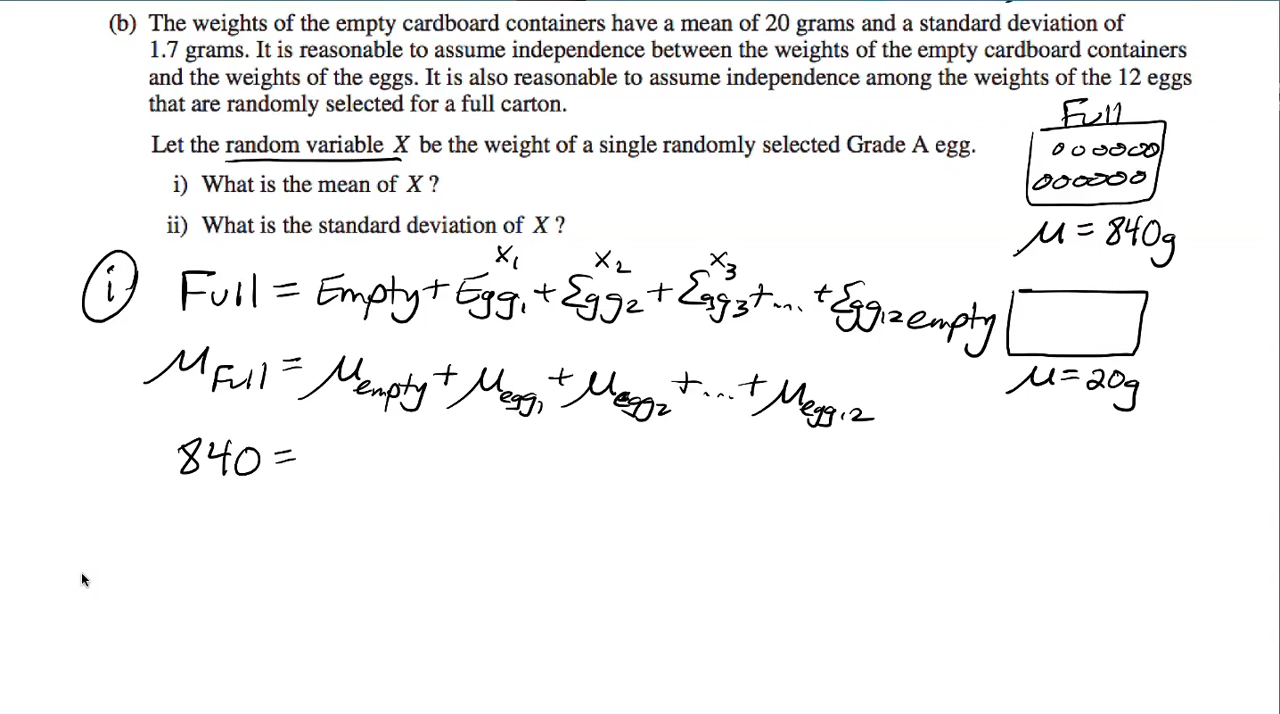 (b) The weights of the empty cardboard containers have a mean of 20 grams and a standard deviation of
1.7 grams. It is reasonable to assume independence between the weights of the empty cardboard containers
and the weights of the eggs. It is also reasonable to assume independence among the weights of the 12 eggs
that are randomly selected for a full carton.
Let the random variable X be the weight of a single randomly selected Grade A egg.
i) What is the mean of X ?
ii) What is the standard deviation of X ?
Full
μ = 840g
X₁ X₂ X₃
i Full = Empty + Egg₁ + Egg₂ + Egg₃ + ... + Egg₁₂
empty
μ = 20g
μ Full = μ empty + μ egg₁ + μ egg₂ + ... + μ egg₁₂
840 =